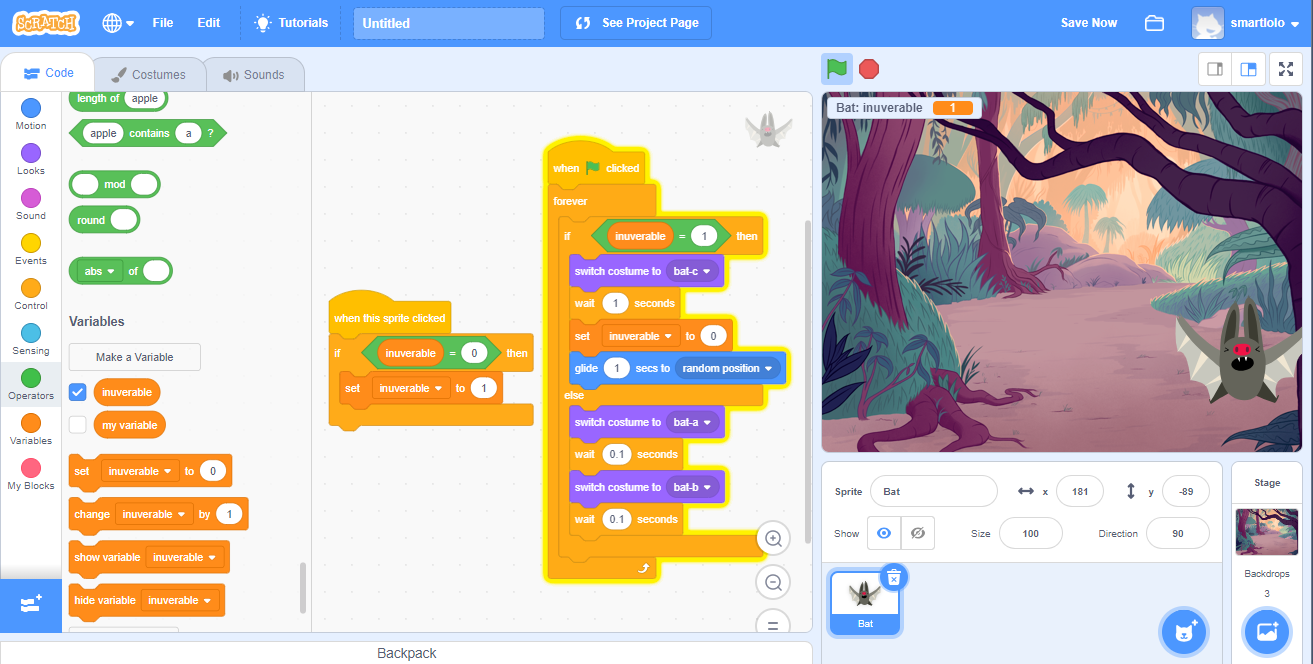 SCRATCH
File
Edit
Tutorials
Untitled
See Project Page
Save Now
smartlolo
Code
Costumes
Sounds
Motion
Looks
Sound
Events
Control
Sensing
Operators
Variables
My Blocks
length of apple
apple contains a ?
mod
round
abs of
Variables
Make a Variable
inuverable
my variable
set inuverable to 0
change inuverable by 1
show variable inuverable
hide variable inuverable
when this sprite clicked
if inuverable = 0 then
set inuverable to 1
when clicked
forever
if inuverable = 1 then
switch costume to bat-c
wait 1 seconds
set inuverable to 0
glide 1 secs to random position
else
switch costume to bat-a
wait 0.1 seconds
switch costume to bat-b
wait 0.1 seconds
Bat: inuverable 1
Sprite Bat x 181 y -89
Show Size 100 Direction 90
Bat
Stage
Backdrops
3
Backpack